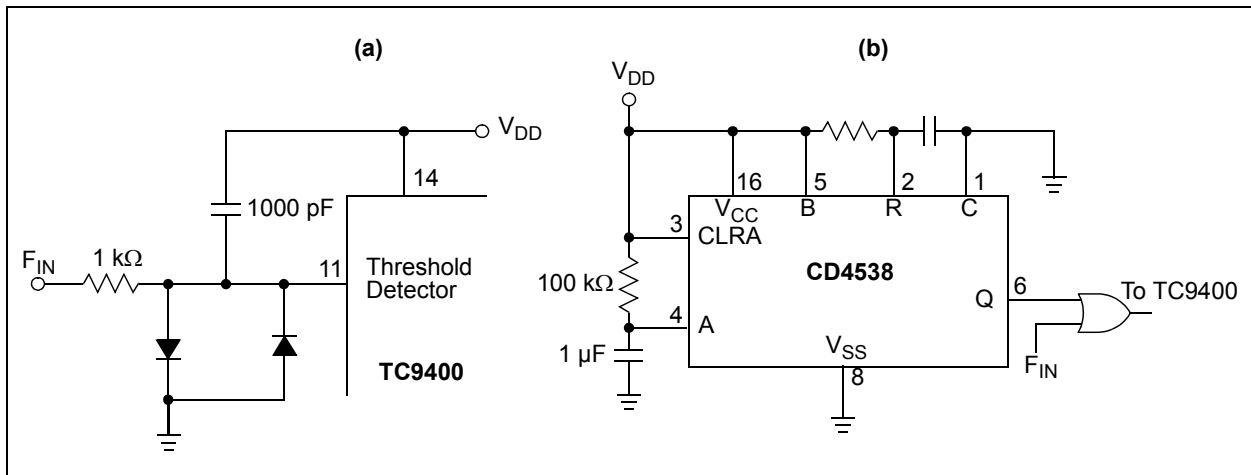 (a)
V_DD
14
1000 pF
F_IN
1 kΩ
11
Threshold
Detector
TC9400
(b)
V_DD
16
5
2
1
V_CC
B
R
C
3
CLRA
CD4538
100 kΩ
4
A
Q
6
To TC9400
1 µF
V_SS
8
F_IN